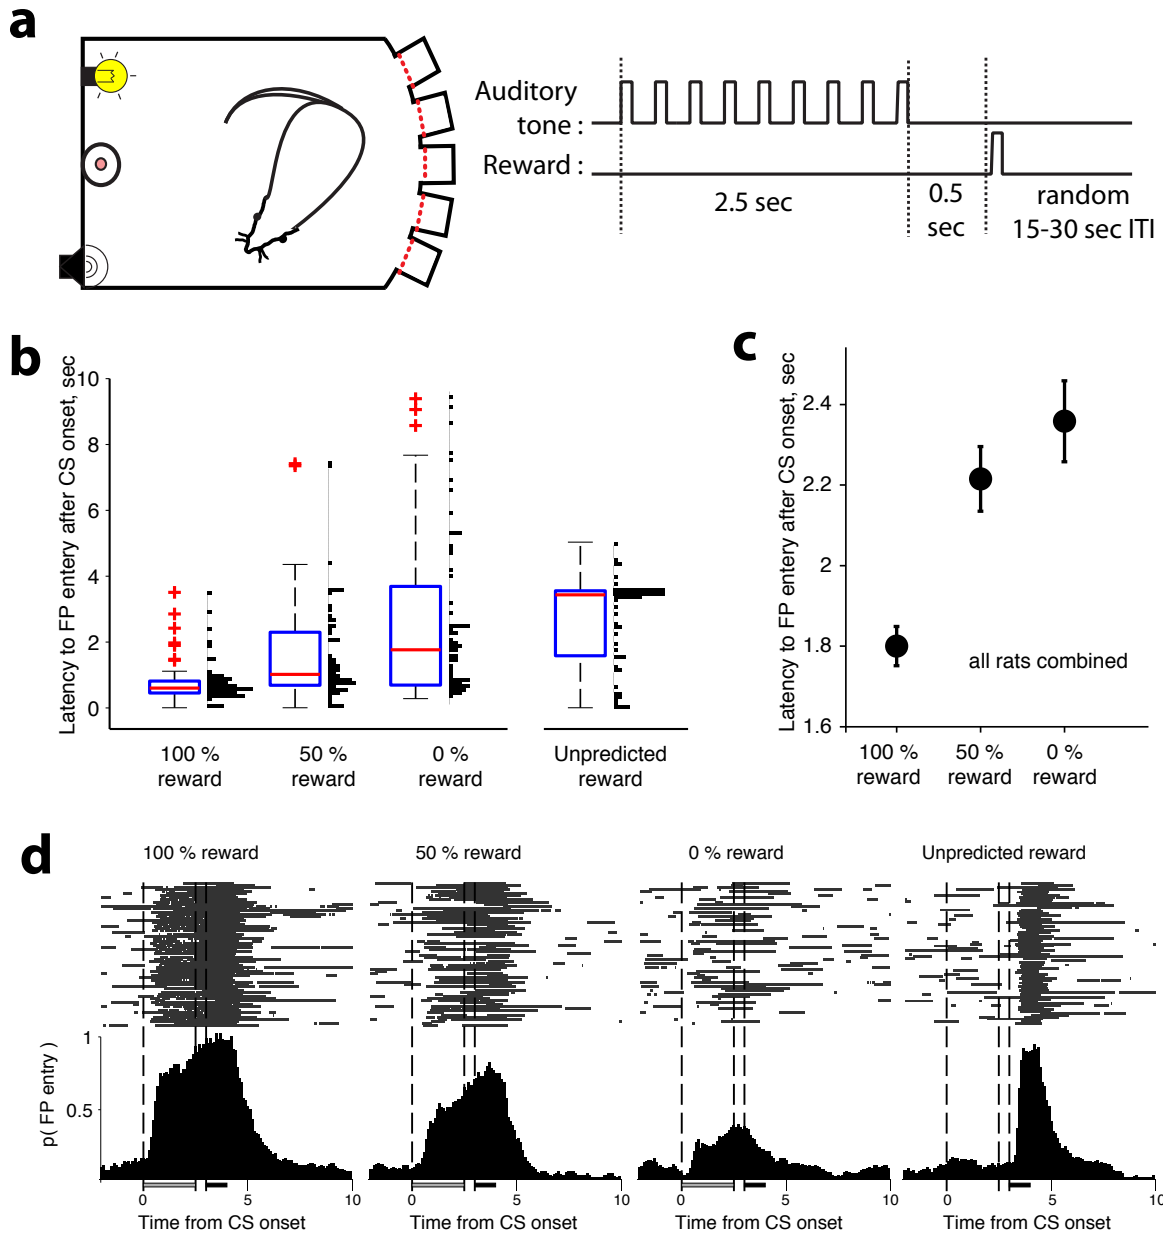 a
Auditory
tone :
Reward :
2.5 sec
0.5
sec
random
15-30 sec ITI
b
Latency to FP entery after CS onset, sec
10
8
6
4
2
0
100 %
reward
50 %
reward
0 %
reward
Unpredicted
reward
c
Latency to FP entery after CS onset, sec
2.4
2.2
2
1.8
1.6
all rats combined
100 %
reward
50 %
reward
0 %
reward
d
100 % reward
50 % reward
0 % reward
Unpredicted reward
p( FP entry )
1
0.5
0 5 10
0 5 10
0 5 10
0 5 10
Time from CS onset
Time from CS onset
Time from CS onset
Time from CS onset